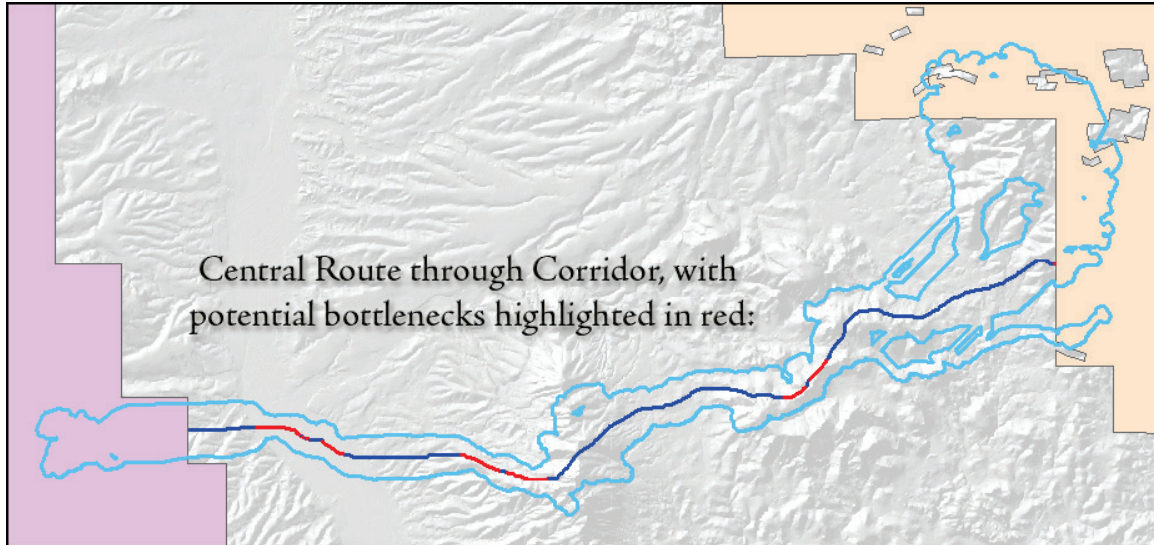 Central Route through Corridor, with
potential bottlenecks highlighted in red: